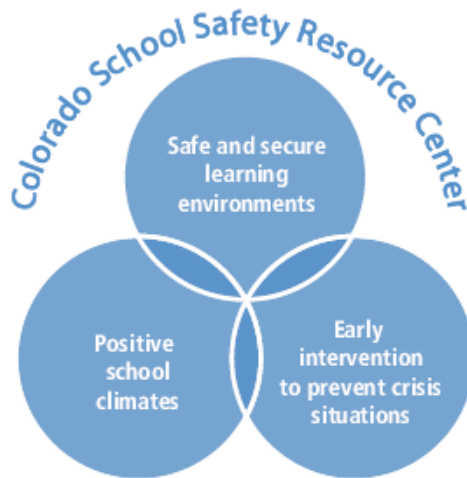 Colorado School Safety Resource Center
Safe and secure
learning
environments
Positive
school
climates
Early
intervention
to prevent crisis
situations